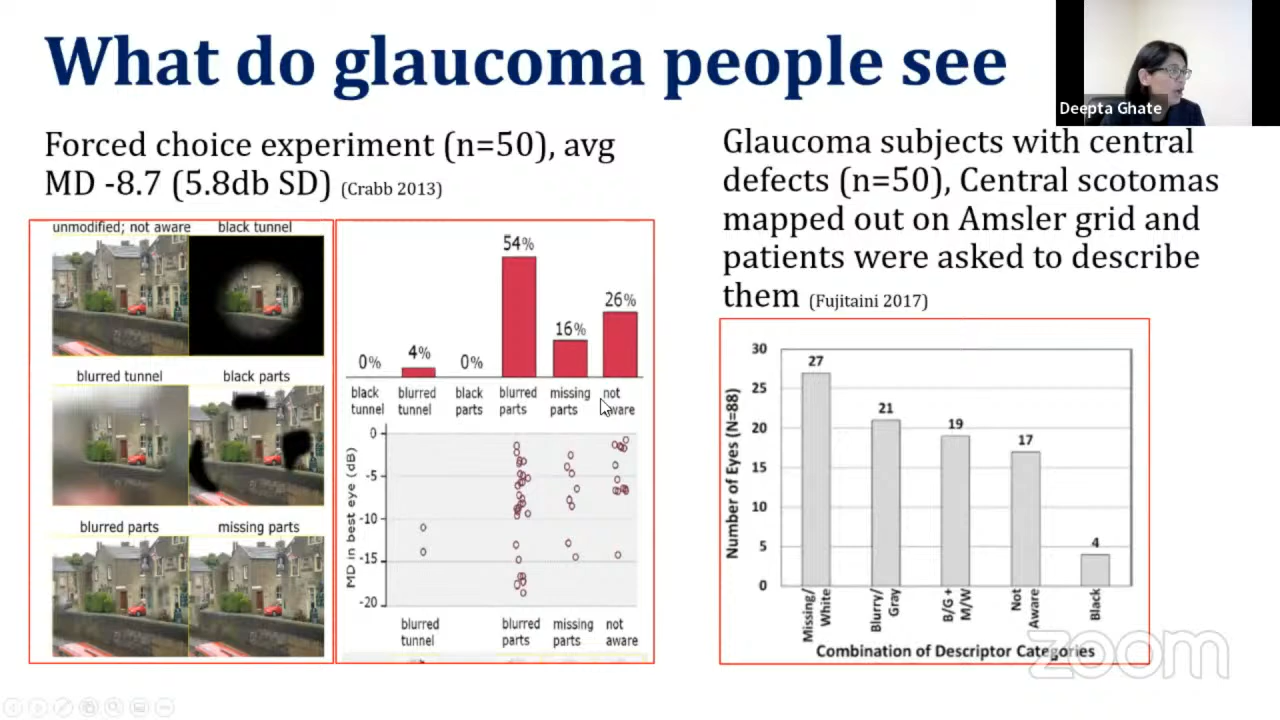 What do glaucoma people see
Deepta Ghate
Forced choice experiment (n=50), avg
MD -8.7 (5.8db SD) (Crabb 2013)
unmodified; not aware
black tunnel
blurred tunnel
black parts
blurred parts
missing parts
0%
4%
0%
54%
16%
26%
black tunnel
blurred tunnel
black parts
blurred parts
missing parts
not aware
MD in best eye (dB)
0
-5
-10
-15
-20
blurred tunnel
blurred parts
missing parts
not aware
Glaucoma subjects with central
defects (n=50), Central scotomas
mapped out on Amsler grid and
patients were asked to describe
them (Fujitaini 2017)
Number of Eyes (N=88)
30
25
20
15
10
5
0
27
21
19
17
4
Missing/
White
Blurry/
Gray
B/G+
M/W
Not
Aware
Black
Combination of Descriptor Categories
zoom